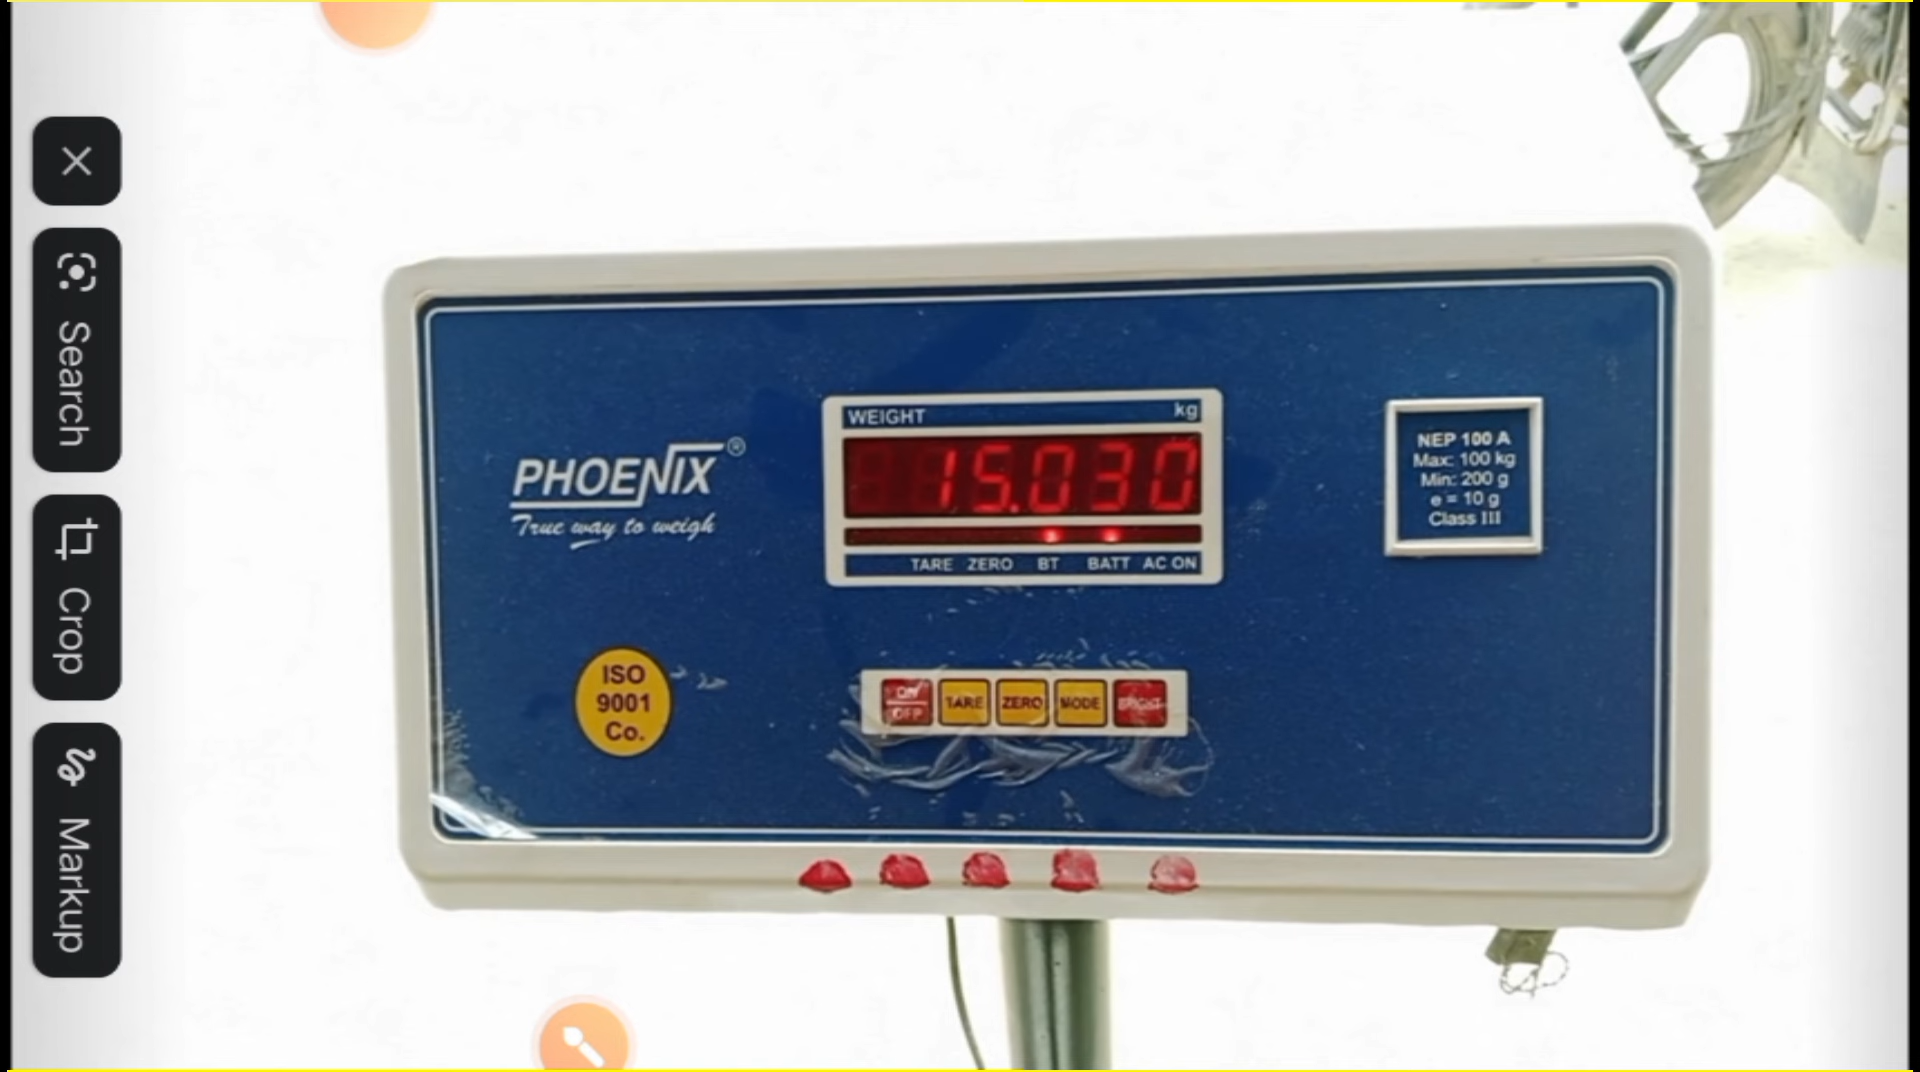 Search
Crop
Markup
WEIGHT kg
15.030
TARE ZERO BT BATT AC ON
PHOENIX®
True way to weigh
NEP 100 A
Max: 100 kg
Min: 200 g
e = 10 g
Class III
ISO
9001
Co.
ON
OFF
TARE
ZERO
MODE
BRIGHT